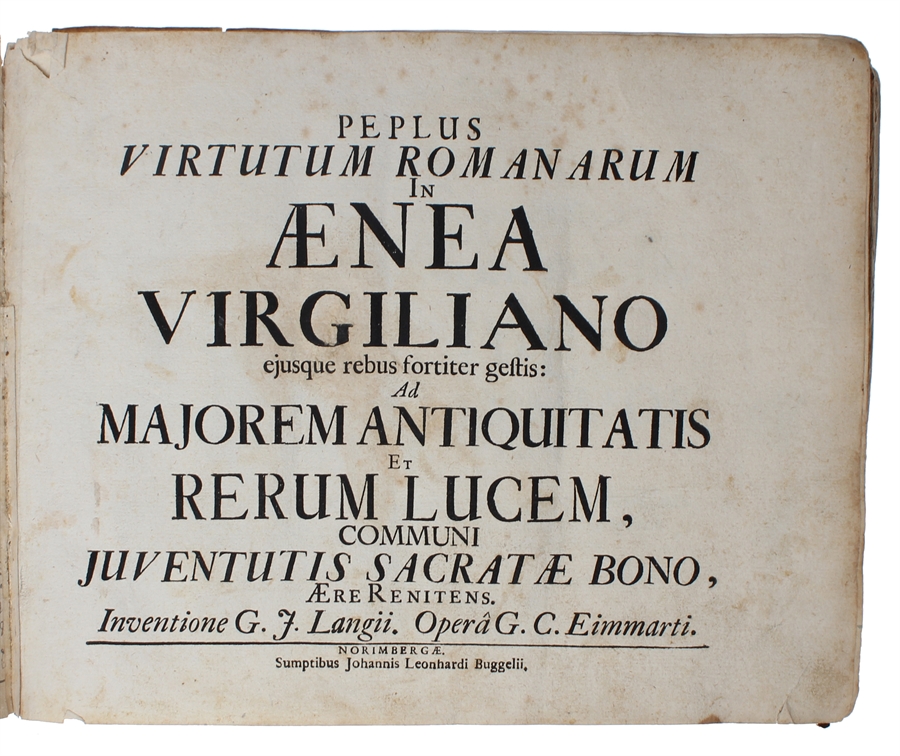 PEPLUS
VIRTUTUM ROMANARUM
IN
ÆNEA
VIRGILIANO
ejusque rebus fortiter gestis:
Ad
MAJOREM ANTIQUITATIS
ET
RERUM LUCEM,
COMMUNI
JUVENTUTIS SACRATÆ BONO,
ÆRE RENITENS.
Inventione G. J. Langii. Operâ G. C. Eimmarti.
NORIMBERGÆ.
Sumptibus Johannis Leonhardi Buggelii.